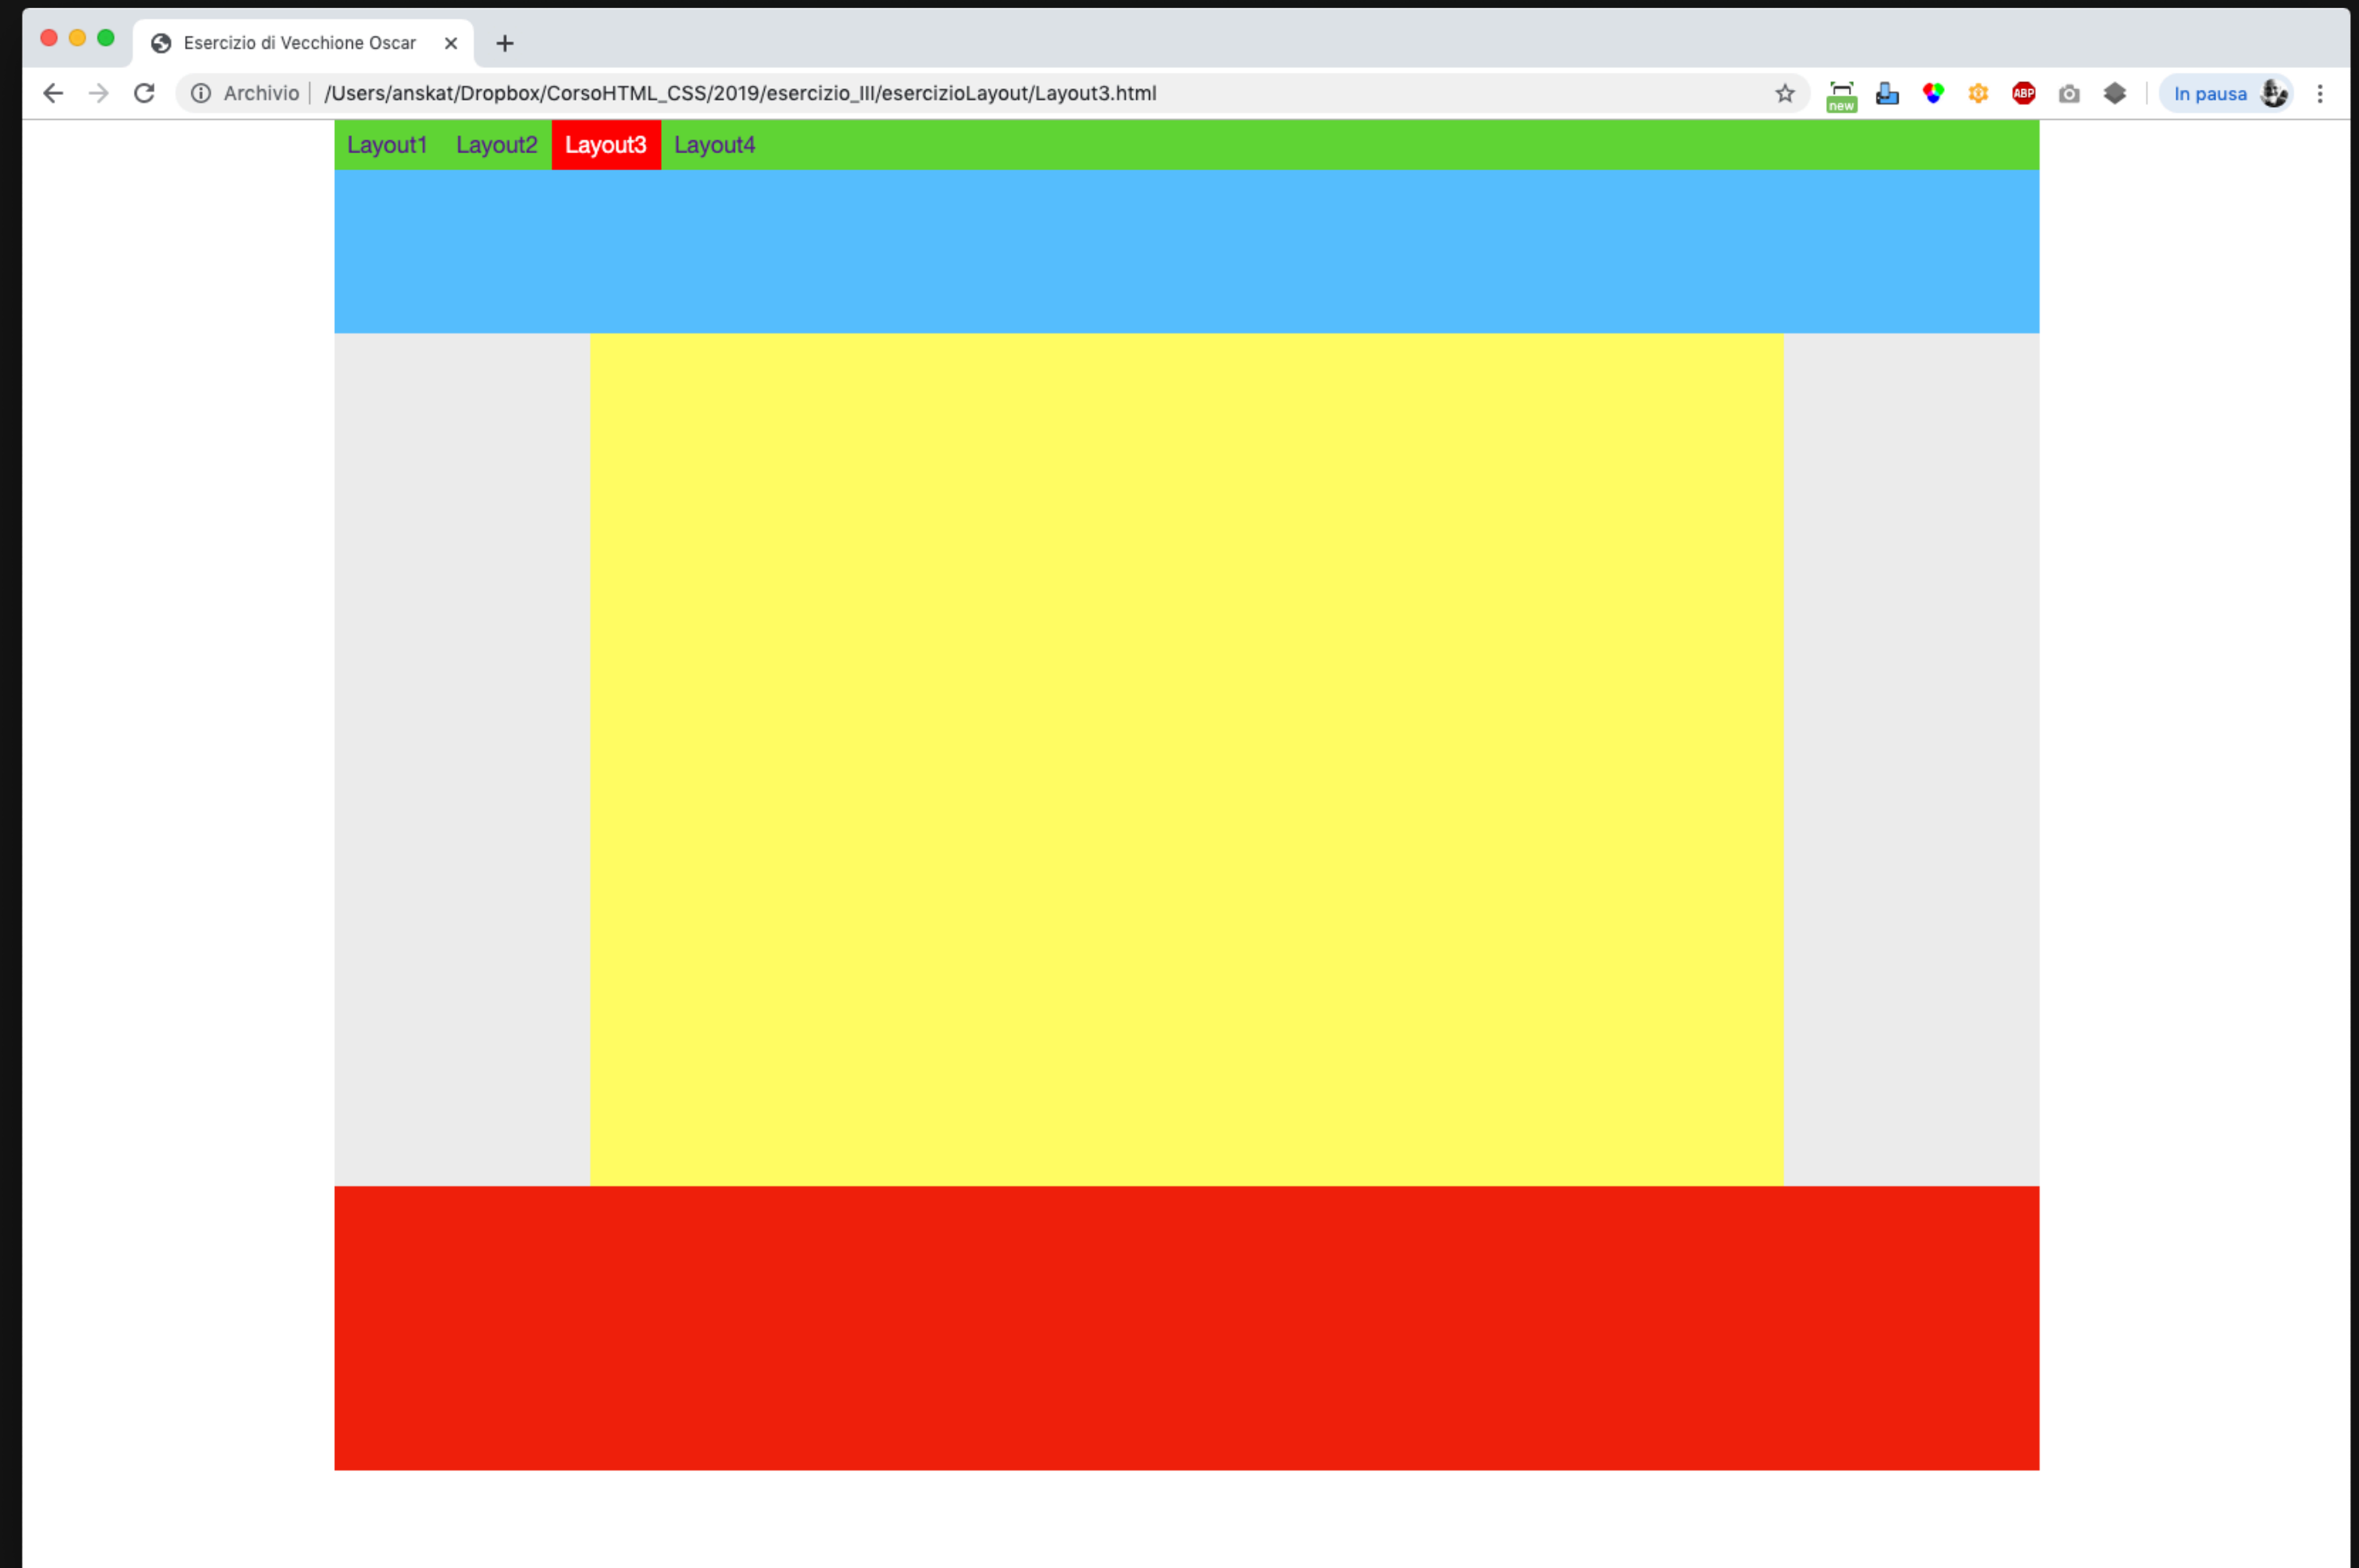 Esercizio di Vecchione Oscar
Archivio /Users/anskat/Dropbox/CorsoHTML_CSS/2019/esercizio_III/esercizioLayout/Layout3.html new ABP In pausa
Layout1 Layout2 Layout3 Layout4